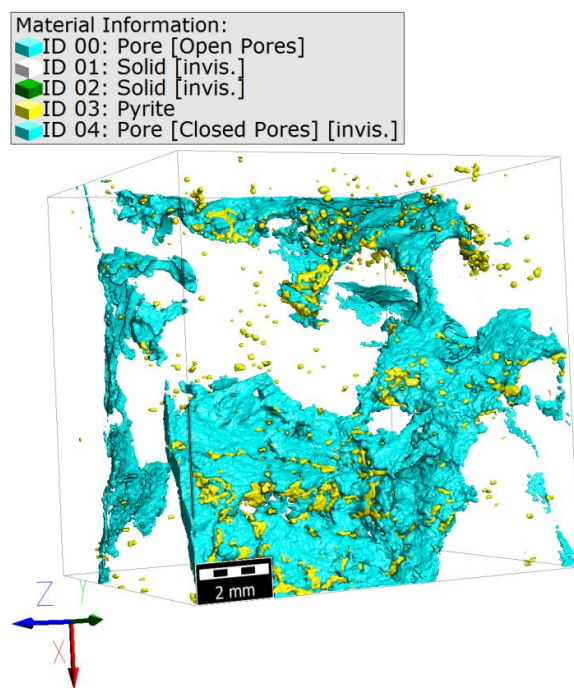 Material Information:
ID 00: Pore [Open Pores]
ID 01: Solid [invis.]
ID 02: Solid [invis.]
ID 03: Pyrite
ID 04: Pore [Closed Pores] [invis.]
2 mm
Z
Y
X